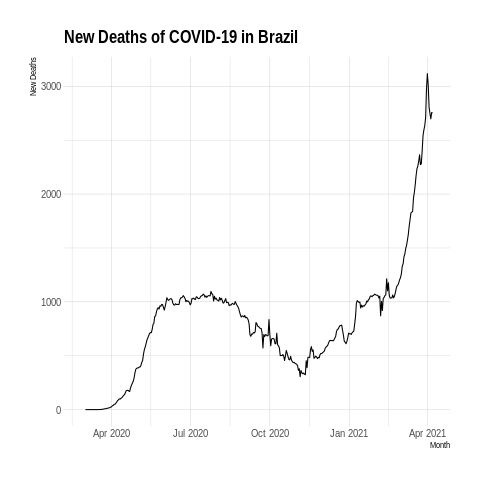 New Deaths of COVID-19 in Brazil
New Deaths
3000
2000
1000
0
Apr 2020 Jul 2020 Oct 2020 Jan 2021 Apr 2021
Month